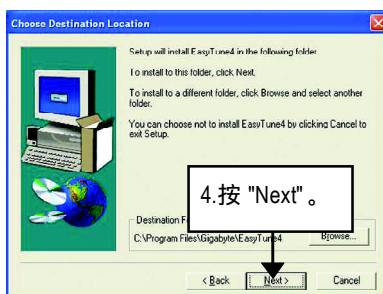 Choose Destination Location
Setup will install EasyTune4 in the following folder.
To install to this folder, click Next.
To install to a different folder, click Browse and select another
folder.
You can choose not to install EasyTune4 by clicking Cancel to
exit Setup.
4.按 "Next" 。
Destination F
C:\Program Files\Gigabyte\EasyTune4
Browse...
< Back
Next >
Cancel